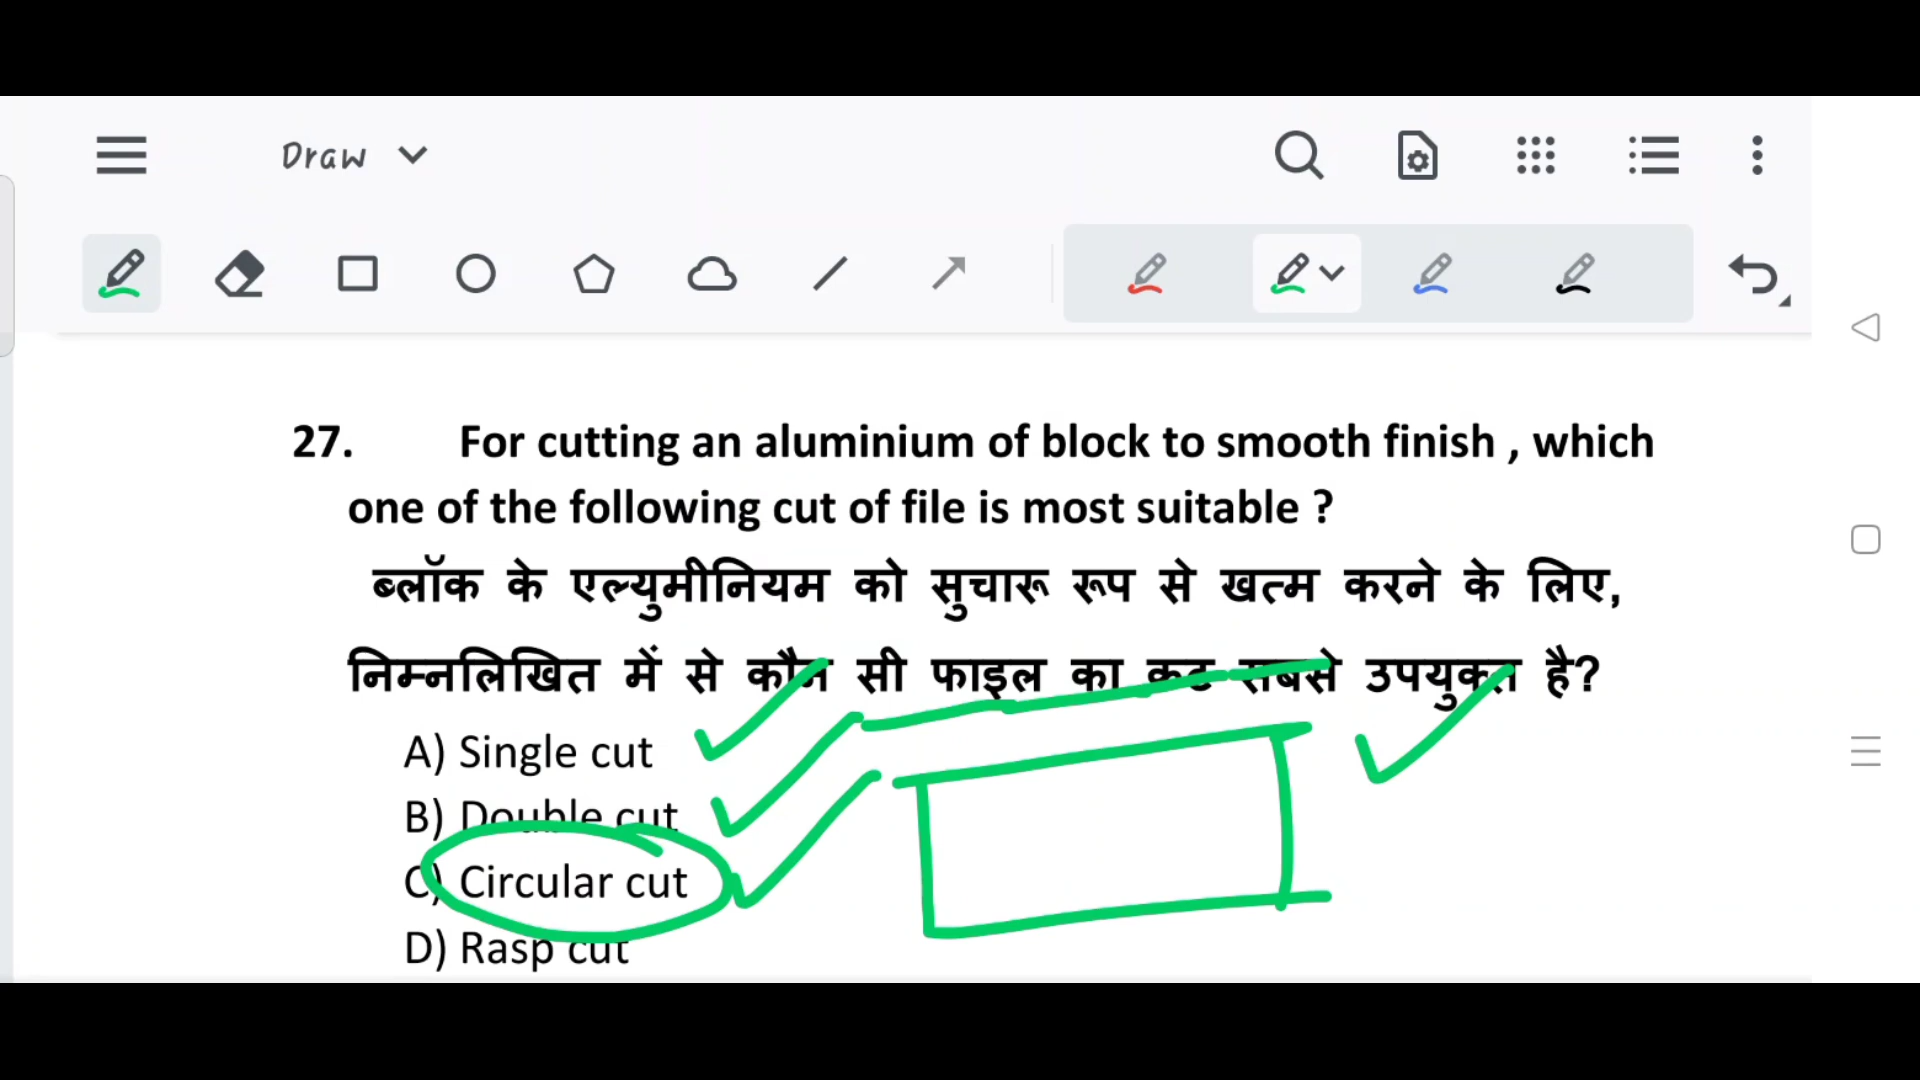 Draw
27. For cutting an aluminium of block to smooth finish , which
one of the following cut of file is most suitable ?
ब्लॉक के एल्युमीनियम को सुचारू रूप से खत्म करने के लिए,
निम्नलिखित में से कौन सी फाइल का कट सबसे उपयुक्त है?
A) Single cut
B) Double cut
C) Circular cut
D) Rasp cut